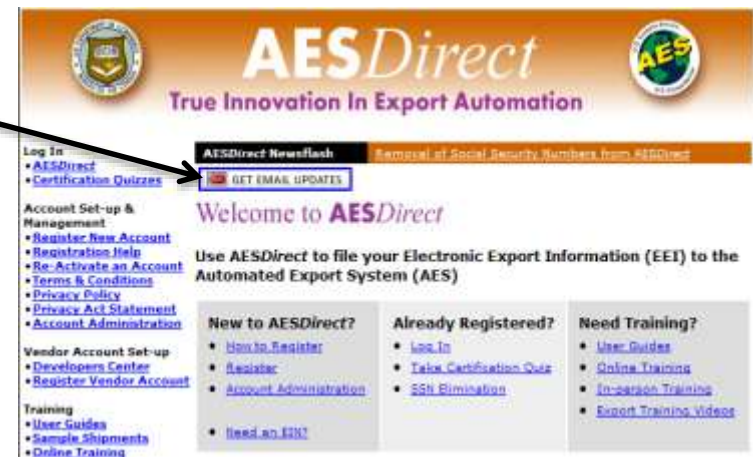 AESDirect
AES
True Innovation In Export Automation
Log In
• AESDirect
• Certification Quizzes
Account Set-up &
Management
• Register New Account
• Registration Help
• Re-Activate an Account
• Terms & Conditions
• Privacy Policy
• Privacy Act Statement
• Account Administration
Vendor Account Set-up
• Developers Center
• Register Vendor Account
Training
• User Guides
• Sample Shipments
• Online Training
AESDirect Newsflash
Removal of Social Security Numbers from AESDirect
GET EMAIL UPDATES
Welcome to AESDirect
Use AESDirect to file your Electronic Export Information (EEI) to the
Automated Export System (AES)
New to AESDirect?
• How to Register
• Register
• Account Administration
• Need an EIN?
Already Registered?
• Log In
• Take Certification Quiz
• SSN Elimination
Need Training?
• User Guides
• Online Training
• In-person Training
• Export Training Videos